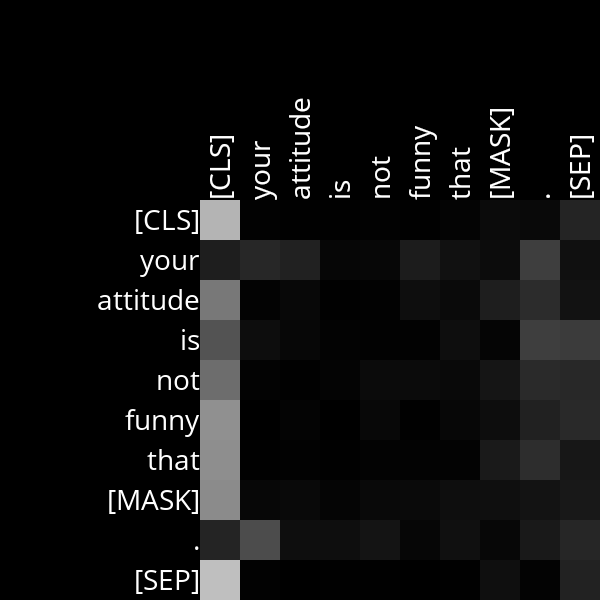 [CLS] your attitude is not funny that [MASK] . [SEP]
[CLS]
your
attitude
is
not
funny
that
[MASK]
.
[SEP]